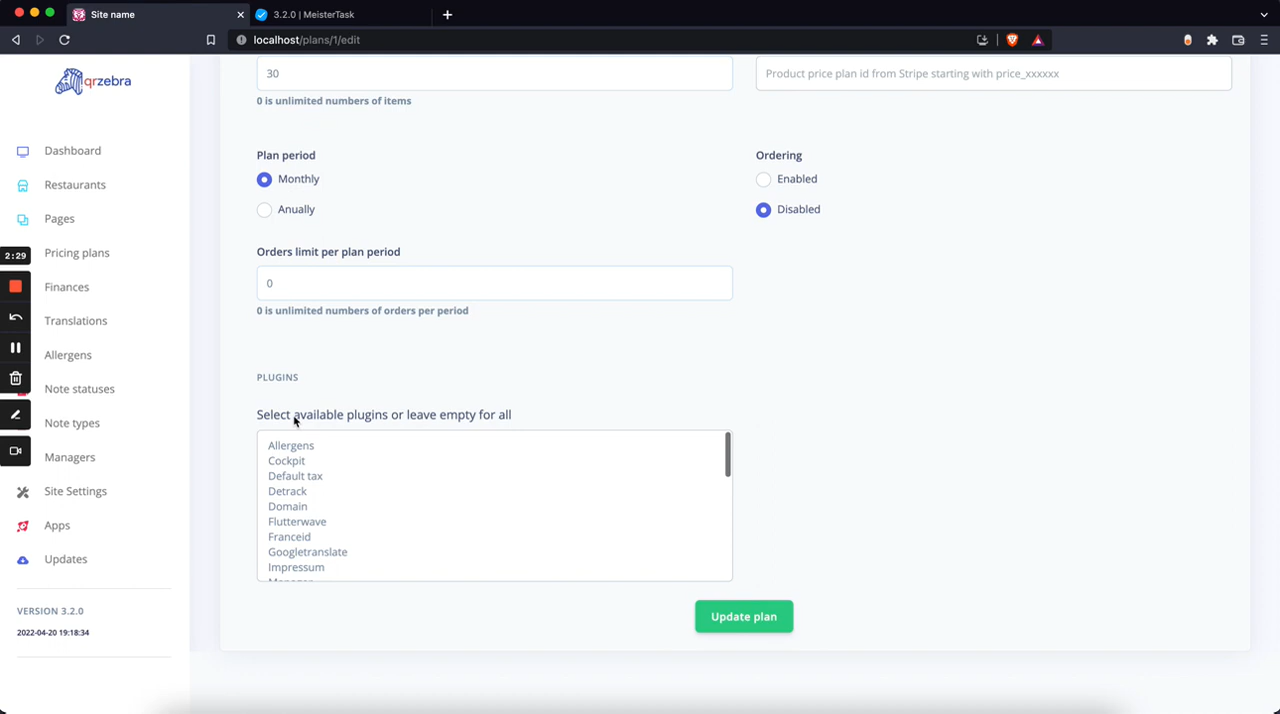 Site name
3.2.0 | MeisterTask
localhost/plans/1/edit
qrzebra
Dashboard
Restaurants
Pages
Pricing plans
Finances
Translations
Allergens
Note statuses
Note types
Managers
Site Settings
Apps
Updates
VERSION 3.2.0
2022-04-20 19:18:34
2:29
30
0 is unlimited numbers of items
Product price plan id from Stripe starting with price_xxxxxx
Plan period
Monthly
Anually
Ordering
Enabled
Disabled
Orders limit per plan period
0
0 is unlimited numbers of orders per period
PLUGINS
Select available plugins or leave empty for all
Allergens
Cockpit
Default tax
Detrack
Domain
Flutterwave
Franceid
Googletranslate
Impressum
Update plan